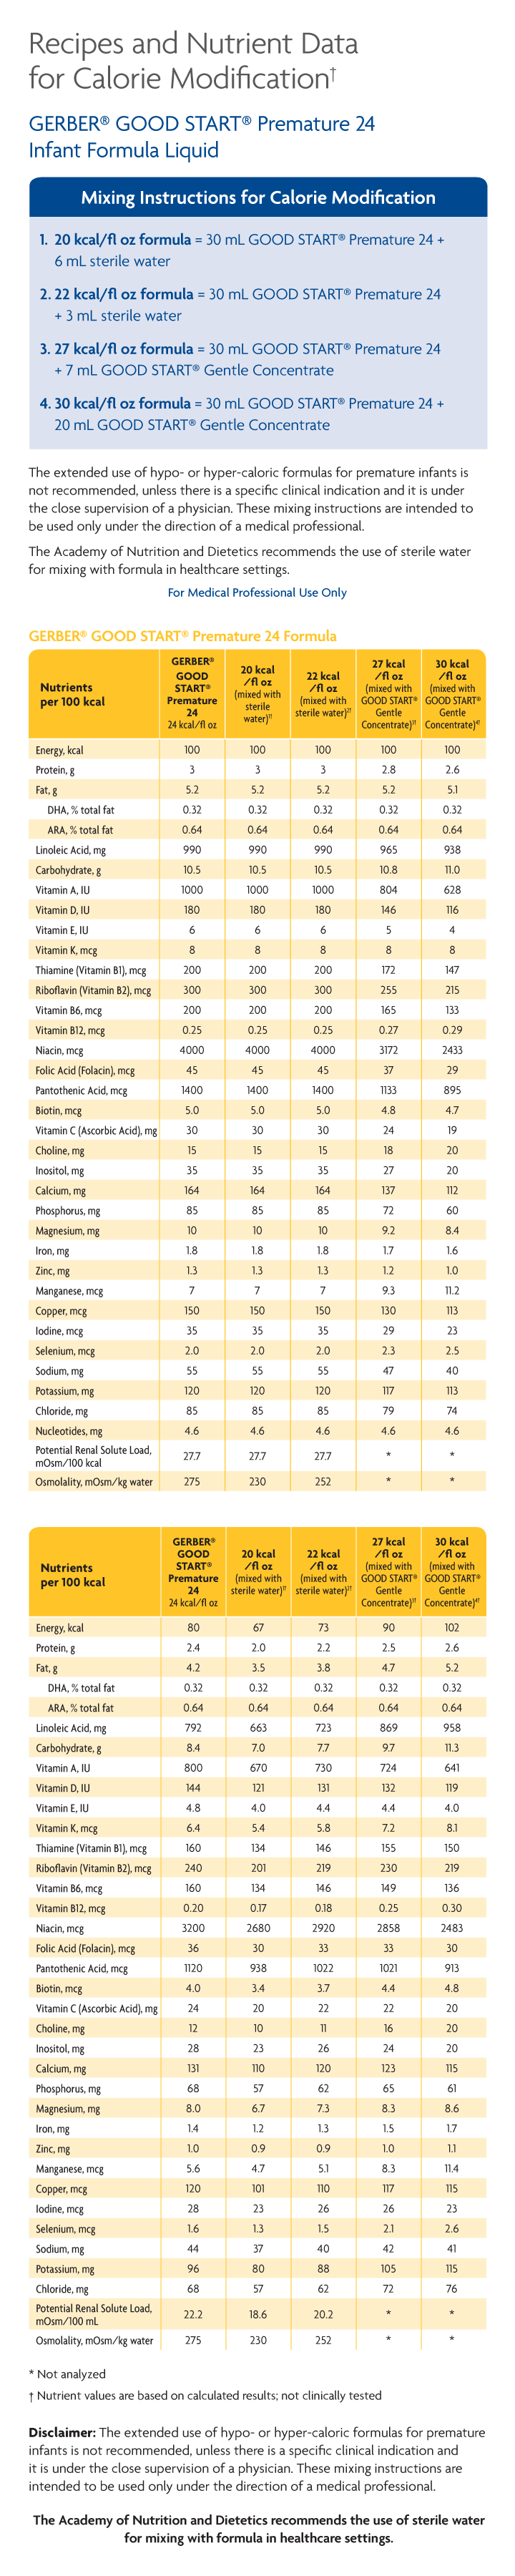 Recipes and Nutrient Data
for Calorie Modification†
GERBER® GOOD START® Premature 24
Infant Formula Liquid
Mixing Instructions for Calorie Modification
1. 20 kcal/fl oz formula = 30 mL GOOD START® Premature 24 +
6 mL sterile water
2. 22 kcal/fl oz formula = 30 mL GOOD START® Premature 24
+ 3 mL sterile water
3. 27 kcal/fl oz formula = 30 mL GOOD START® Premature 24
+ 7 mL GOOD START® Gentle Concentrate
4. 30 kcal/fl oz formula = 30 mL GOOD START® Premature 24 +
20 mL GOOD START® Gentle Concentrate
The extended use of hypo- or hyper-caloric formulas for premature infants is
not recommended, unless there is a specific clinical indication and it is under
the close supervision of a physician. These mixing instructions are intended to
be used only under the direction of a medical professional.
The Academy of Nutrition and Dietetics recommends the use of sterile water
for mixing with formula in healthcare settings.
For Medical Professional Use Only
GERBER® GOOD START® Premature 24 Formula
Nutrients
per 100 kcal
GERBER®
GOOD
START®
Premature
24
24 kcal/fl oz
20 kcal
/fl oz
(mixed with
sterile
water)
22 kcal
/fl oz
(mixed with
sterile water)
27 kcal
/fl oz
(mixed with
GOOD START®
Gentle
Concentrate)
30 kcal
/fl oz
(mixed with
GOOD START®
Gentle
Concentrate)
Energy, kcal 100 100 100 100 100
Protein, g 3 3 3 2.8 2.6
Fat, g 5.2 5.2 5.2 5.2 5.1
DHA, % total fat 0.32 0.32 0.32 0.32 0.32
ARA, % total fat 0.64 0.64 0.64 0.64 0.64
Linoleic Acid, mg 990 990 990 965 938
Carbohydrate, g 10.5 10.5 10.5 10.8 11.0
Vitamin A, IU 1000 1000 1000 804 628
Vitamin D, IU 180 180 180 146 116
Vitamin E, IU 6 6 6 5 4
Vitamin K, mcg 8 8 8 8 8
Thiamine (Vitamin B1), mcg 200 200 200 172 147
Riboflavin (Vitamin B2), mcg 300 300 300 255 215
Vitamin B6, mcg 200 200 200 165 133
Vitamin B12, mcg 0.25 0.25 0.25 0.27 0.29
Niacin, mcg 4000 4000 4000 3172 2433
Folic Acid (Folacin), mcg 45 45 45 37 29
Pantothenic Acid, mcg 1400 1400 1400 1133 895
Biotin, mcg 5.0 5.0 5.0 4.8 4.7
Vitamin C (Ascorbic Acid), mg 30 30 30 24 19
Choline, mg 15 15 15 18 20
Inositol, mg 35 35 35 27 20
Calcium, mg 164 164 164 137 112
Phosphorus, mg 85 85 85 72 60
Magnesium, mg 10 10 10 9.2 8.4
Iron, mg 1.8 1.8 1.8 1.7 1.6
Zinc, mg 1.3 1.3 1.3 1.2 1.0
Manganese, mcg 7 7 7 9.3 11.2
Copper, mcg 150 150 150 130 113
Iodine, mcg 35 35 35 29 23
Selenium, mcg 2.0 2.0 2.0 2.3 2.5
Sodium, mg 55 55 55 47 40
Potassium, mg 120 120 120 117 113
Chloride, mg 85 85 85 79 74
Nucleotides, mg 4.6 4.6 4.6 4.6 4.6
Potential Renal Solute Load,
mOsm/100 kcal 27.7 27.7 27.7 * *
Osmolality, mOsm/kg water 275 230 252 * *
Nutrients
per 100 kcal
GERBER®
GOOD
START®
Premature
24
24 kcal/fl oz
20 kcal
/fl oz
(mixed with
sterile water)
22 kcal
/fl oz
(mixed with
sterile water)
27 kcal
/fl oz
(mixed with
GOOD START®
Gentle
Concentrate)
30 kcal
/fl oz
(mixed with
GOOD START®
Gentle
Concentrate)
Energy, kcal 80 67 73 90 102
Protein, g 2.4 2.0 2.2 2.5 2.6
Fat, g 4.2 3.5 3.8 4.7 5.2
DHA, % total fat 0.32 0.32 0.32 0.32 0.32
ARA, % total fat 0.64 0.64 0.64 0.64 0.64
Linoleic Acid, mg 792 663 723 869 958
Carbohydrate, g 8.4 7.0 7.7 9.7 11.3
Vitamin A, IU 800 670 730 724 641
Vitamin D, IU 144 121 131 132 119
Vitamin E, IU 4.8 4.0 4.4 4.4 4.0
Vitamin K, mcg 6.4 5.4 5.8 7.2 8.1
Thiamine (Vitamin B1), mcg 160 134 146 155 150
Riboflavin (Vitamin B2), mcg 240 201 219 230 219
Vitamin B6, mcg 160 134 146 149 136
Vitamin B12, mcg 0.20 0.17 0.18 0.25 0.30
Niacin, mcg 3200 2680 2920 2858 2483
Folic Acid (Folacin), mcg 36 30 33 33 30
Pantothenic Acid, mcg 1120 938 1022 1021 913
Biotin, mcg 4.0 3.4 3.7 4.4 4.8
Vitamin C (Ascorbic Acid), mg 24 20 22 22 20
Choline, mg 12 10 11 16 20
Inositol, mg 28 23 26 24 20
Calcium, mg 131 110 120 123 115
Phosphorus, mg 68 57 62 65 61
Magnesium, mg 8.0 6.7 7.3 8.3 8.6
Iron, mg 1.4 1.2 1.3 1.5 1.7
Zinc, mg 1.0 0.9 0.9 1.0 1.1
Manganese, mcg 5.6 4.7 5.1 8.3 11.4
Copper, mcg 120 101 110 117 115
Iodine, mcg 28 23 26 26 23
Selenium, mcg 1.6 1.3 1.5 2.1 2.6
Sodium, mg 44 37 40 42 41
Potassium, mg 96 80 88 105 115
Chloride, mg 68 57 62 72 76
Potential Renal Solute Load,
mOsm/100 mL 22.2 18.6 20.2 * *
Osmolality, mOsm/kg water 275 230 252 * *
* Not analyzed
† Nutrient values are based on calculated results; not clinically tested
Disclaimer: The extended use of hypo- or hyper-caloric formulas for premature
infants is not recommended, unless there is a specific clinical indication and
it is under the close supervision of a physician. These mixing instructions are
intended to be used only under the direction of a medical professional.
The Academy of Nutrition and Dietetics recommends the use of sterile water
for mixing with formula in healthcare settings.